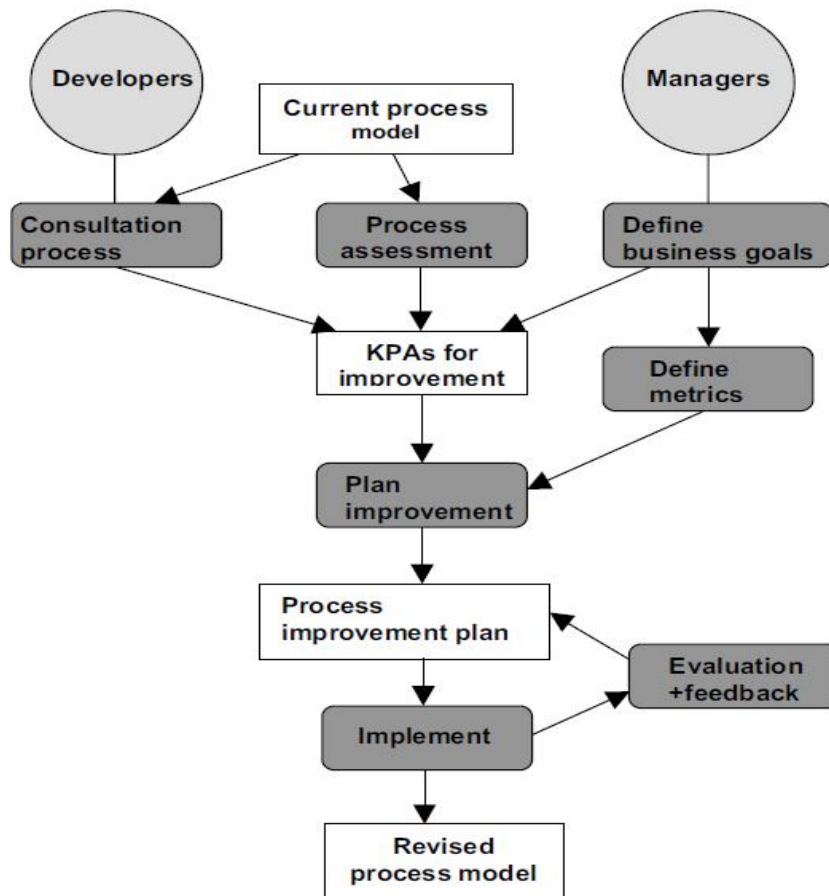 Developers
Managers
Current process
model
Consultation
process
Process
assessment
Define
business goals
KPAs for
improvement
Define
metrics
Plan
improvement
Process
improvement plan
Evaluation
+feedback
Implement
Revised
process model